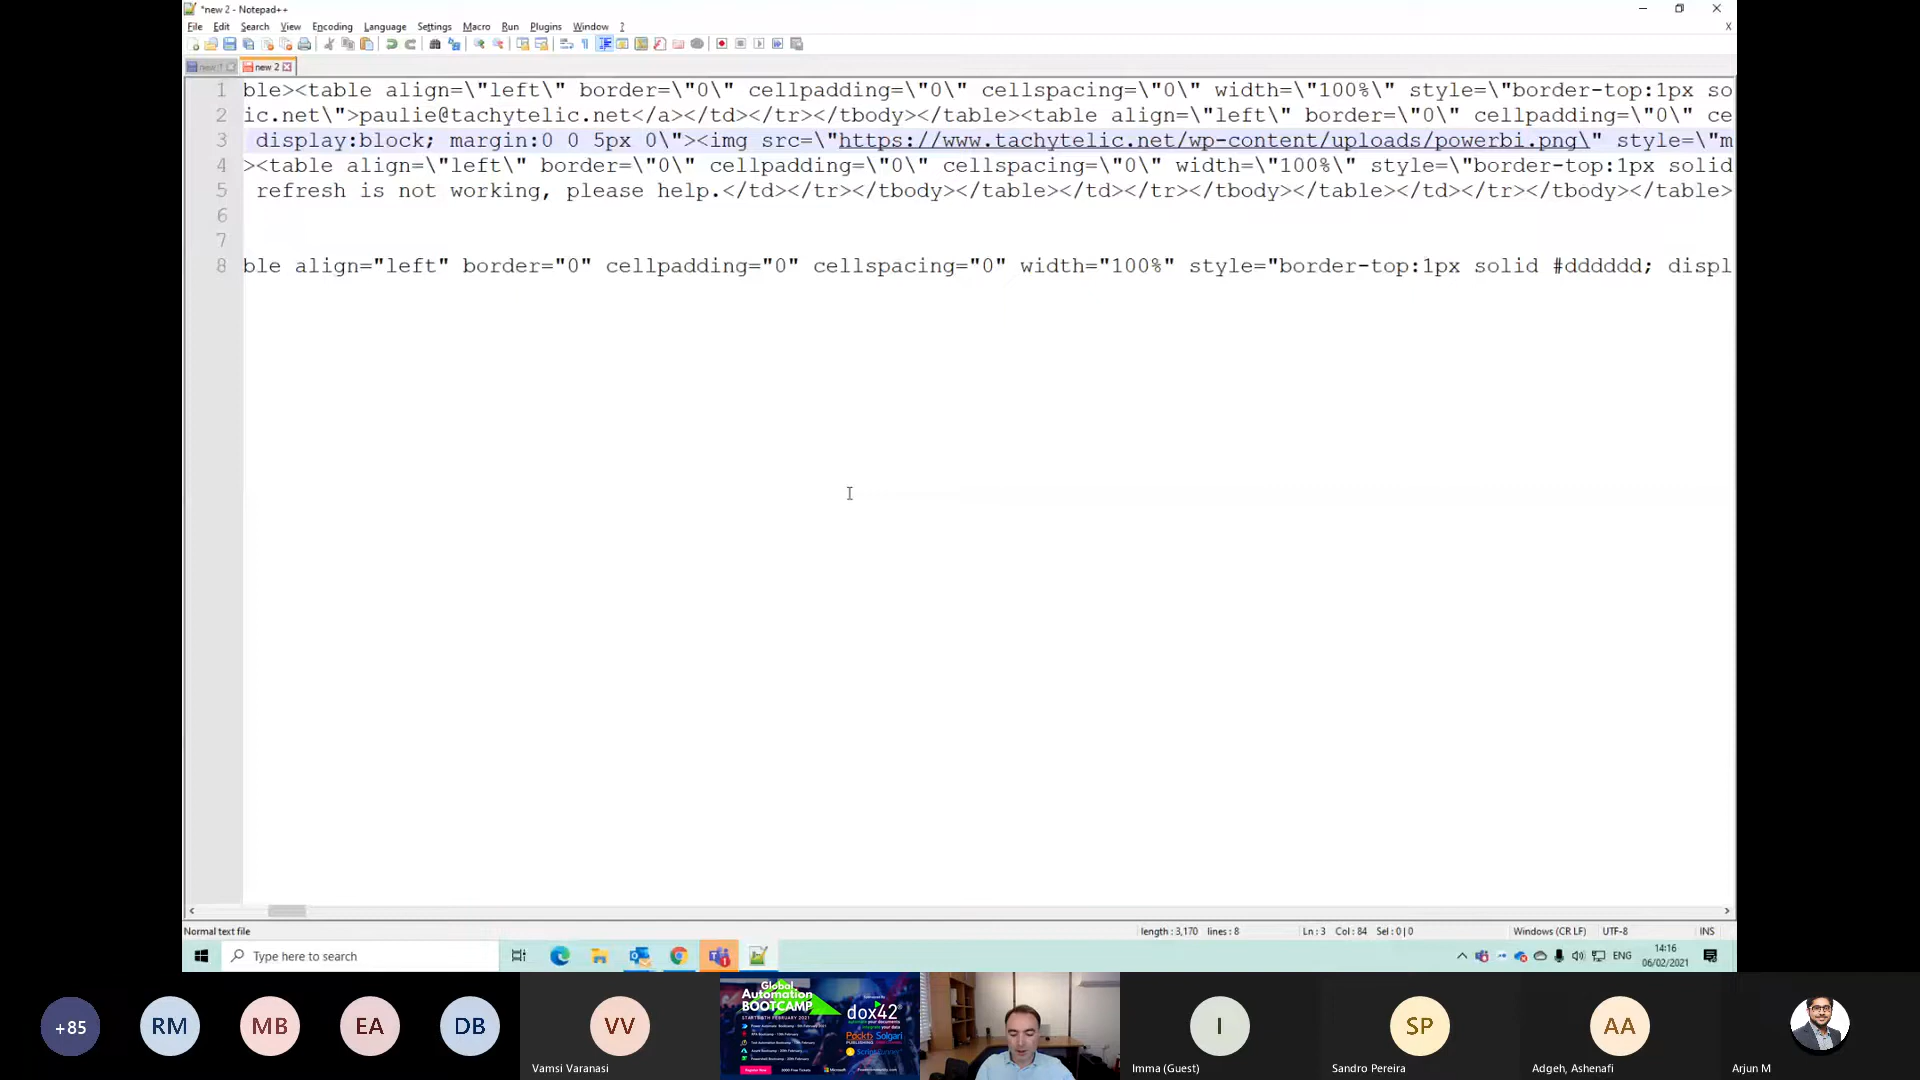 *new 2 - Notepad++
File Edit Search View Encoding Language Settings Macro Run Plugins Window ?
X
new 1 new 2
1 ble><table align=\"left\" border=\"0\" cellpadding=\"0\" cellspacing=\"0\" width=\"100%\" style=\"border-top:1px so
2 ic.net\">paulie@tachytelic.net</a></td></tr></tbody></table><table align=\"left\" border=\"0\" cellpadding=\"0\" ce
3 display:block; margin:0 0 5px 0\"><img src=\"https://www.tachytelic.net/wp-content/uploads/powerbi.png\" style=\"m
4 ><table align=\"left\" border=\"0\" cellpadding=\"0\" cellspacing=\"0\" width=\"100%\" style=\"border-top:1px solid
5 refresh is not working, please help.</td></tr></tbody></table></td></tr></tbody></table></td></tr></tbody></table>
6
7
8 ble align="left" border="0" cellpadding="0" cellspacing="0" width="100%" style="border-top:1px solid #dddddd; displ
Normal text file length : 3,170 lines : 8 Ln : 3 Col : 84 Sel : 0 | 0 Windows (CR LF) UTF-8 INS
Type here to search ENG 14:16
06/02/2021
+85 RM MB EA DB VV I SP AA
Global
Automation
BOOTCAMP
dox42
Packt Solgari
ScriptRunner
Microsoft
Vamsi Varanasi Imma (Guest) Sandro Pereira Adgeh, Ashenafi Arjun M